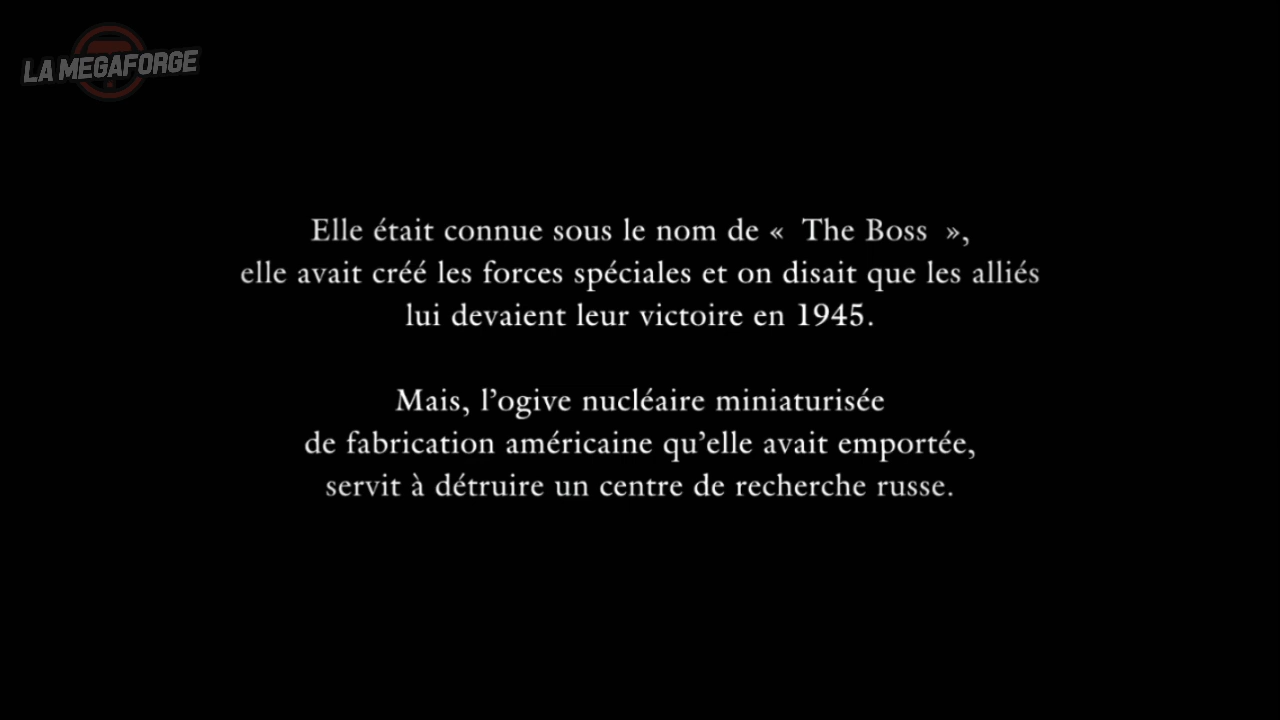 LA MEGAFORGE
Elle était connue sous le nom de «  The Boss  »,
elle avait créé les forces spéciales et on disait que les alliés
lui devaient leur victoire en 1945.
Mais, l’ogive nucléaire miniaturisée
de fabrication américaine qu’elle avait emportée,
servit à détruire un centre de recherche russe.